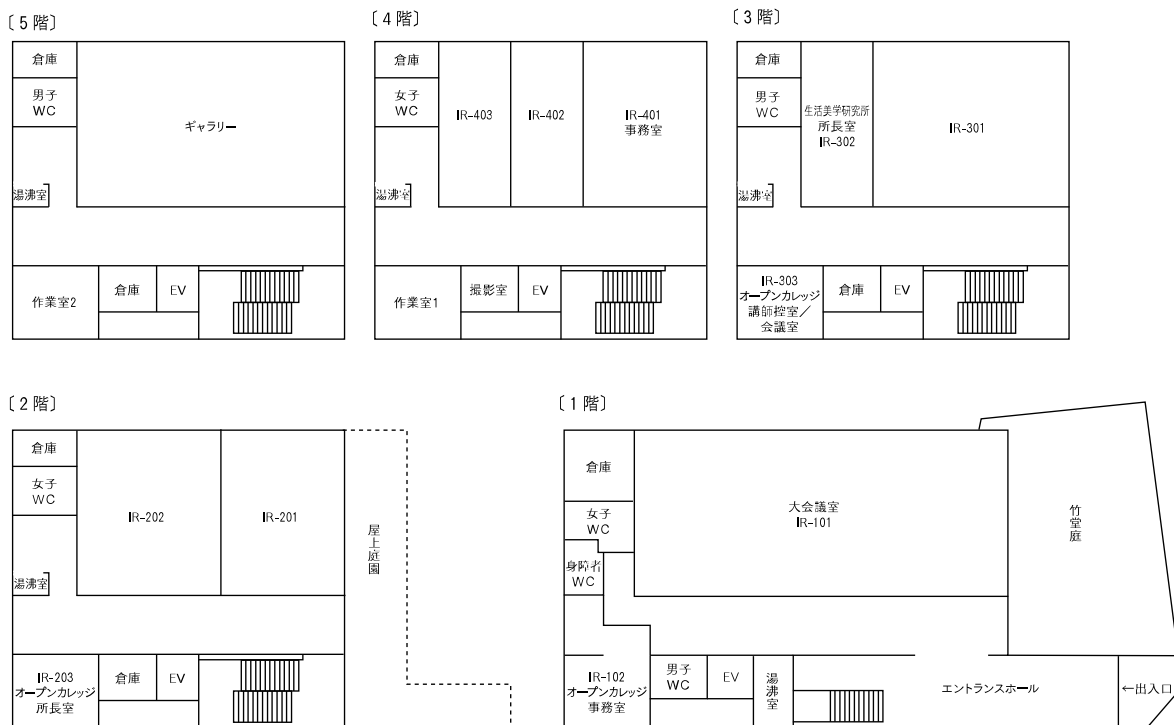 〔5階〕
倉庫
男子
WC
ギャラリー
湯沸室
作業室2
倉庫
EV
〔4階〕
倉庫
女子
WC
IR-403
IR-402
IR-401
事務室
湯沸室
作業室1
撮影室
EV
〔3階〕
倉庫
男子
WC
生活美学研究所
所長室
IR-302
IR-301
湯沸室
IR-303
オープンカレッジ
講師控室/
会議室
倉庫
EV
〔2階〕
倉庫
女子
WC
IR-202
IR-201
屋上庭園
湯沸室
IR-203
オープンカレッジ
所長室
倉庫
EV
〔1階〕
倉庫
女子
WC
身障者
WC
大会議室
IR-101
竹堂庭
IR-102
オープンカレッジ
事務室
男子
WC
EV
湯沸室
エントランスホール
←出入口